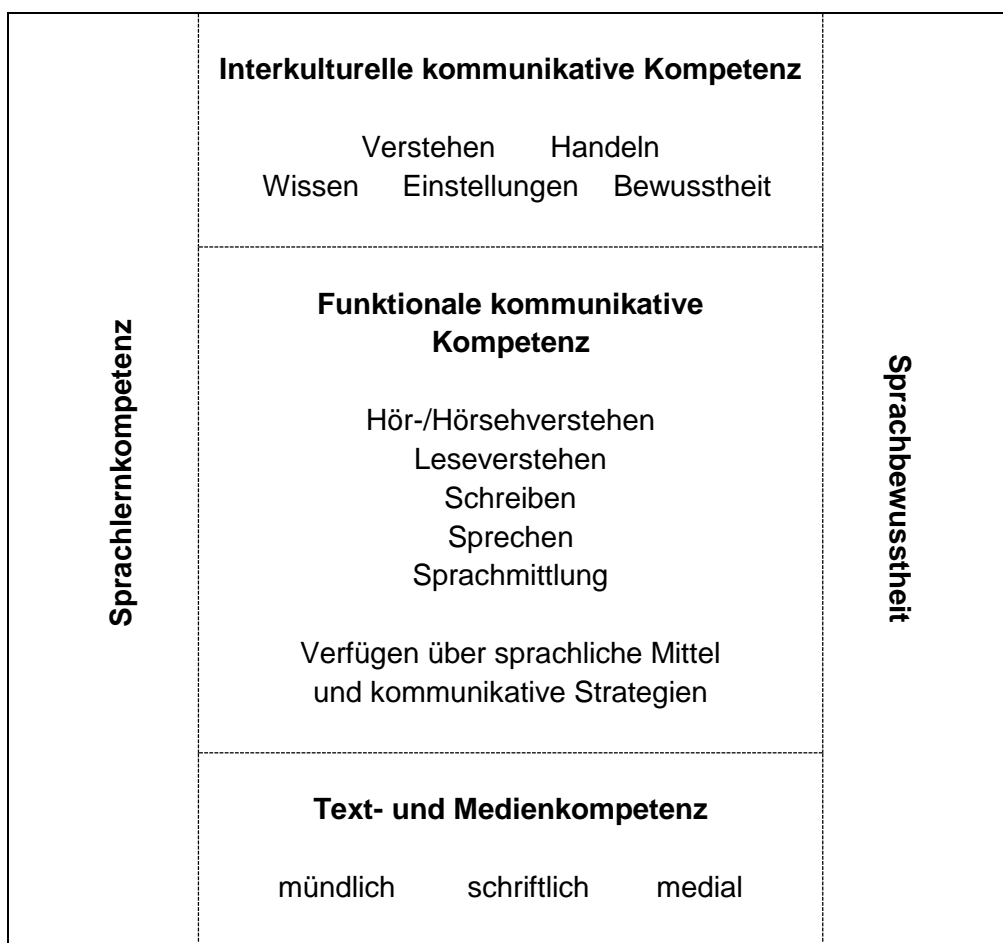 Sprachlernkompetenz
Interkulturelle kommunikative Kompetenz
Verstehen Handeln
Wissen Einstellungen Bewusstheit
Funktionale kommunikative
Kompetenz
Hör-/Hörsehverstehen
Leseverstehen
Schreiben
Sprechen
Sprachmittlung
Verfügen über sprachliche Mittel
und kommunikative Strategien
Text- und Medienkompetenz
mündlich schriftlich medial
Sprachbewusstheit